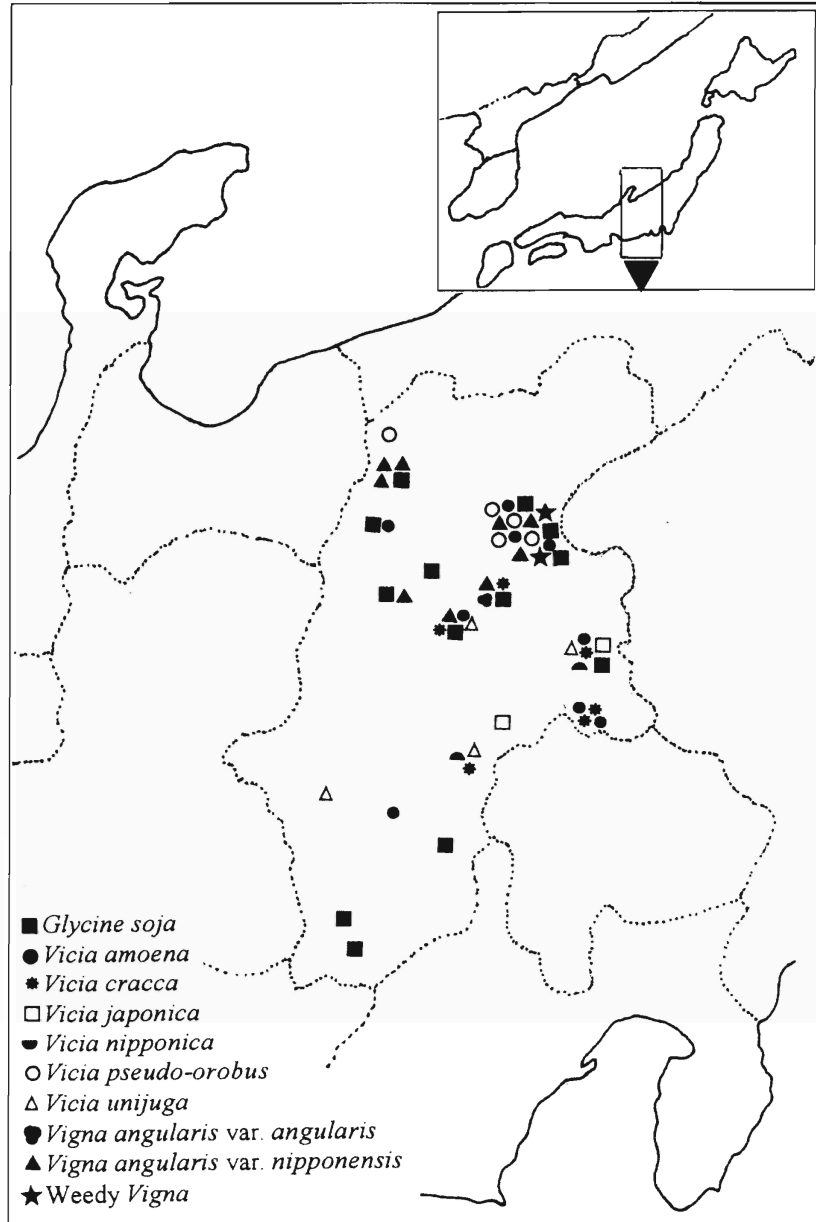 Glycine soja
Vicia amoena
Vicia cracca
Vicia japonica
Vicia nipponica
Vicia pseudo-orobus
Vicia unijuga
Vigna angularis var. angularis
Vigna angularis var. nipponensis
Weedy Vigna